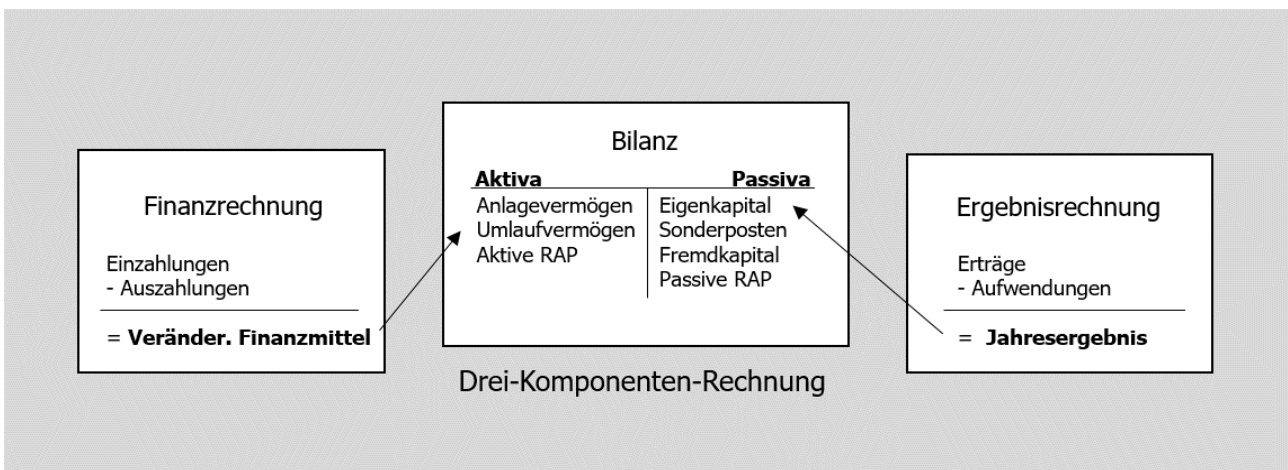 Finanzrechnung
Einzahlungen
- Auszahlungen
= Veränder. Finanzmittel
Bilanz
Aktiva Passiva
Anlagevermögen Eigenkapital
Umlaufvermögen Sonderposten
Aktive RAP Fremdkapital
Passive RAP
Ergebnisrechnung
Erträge
- Aufwendungen
= Jahresergebnis
Drei-Komponenten-Rechnung